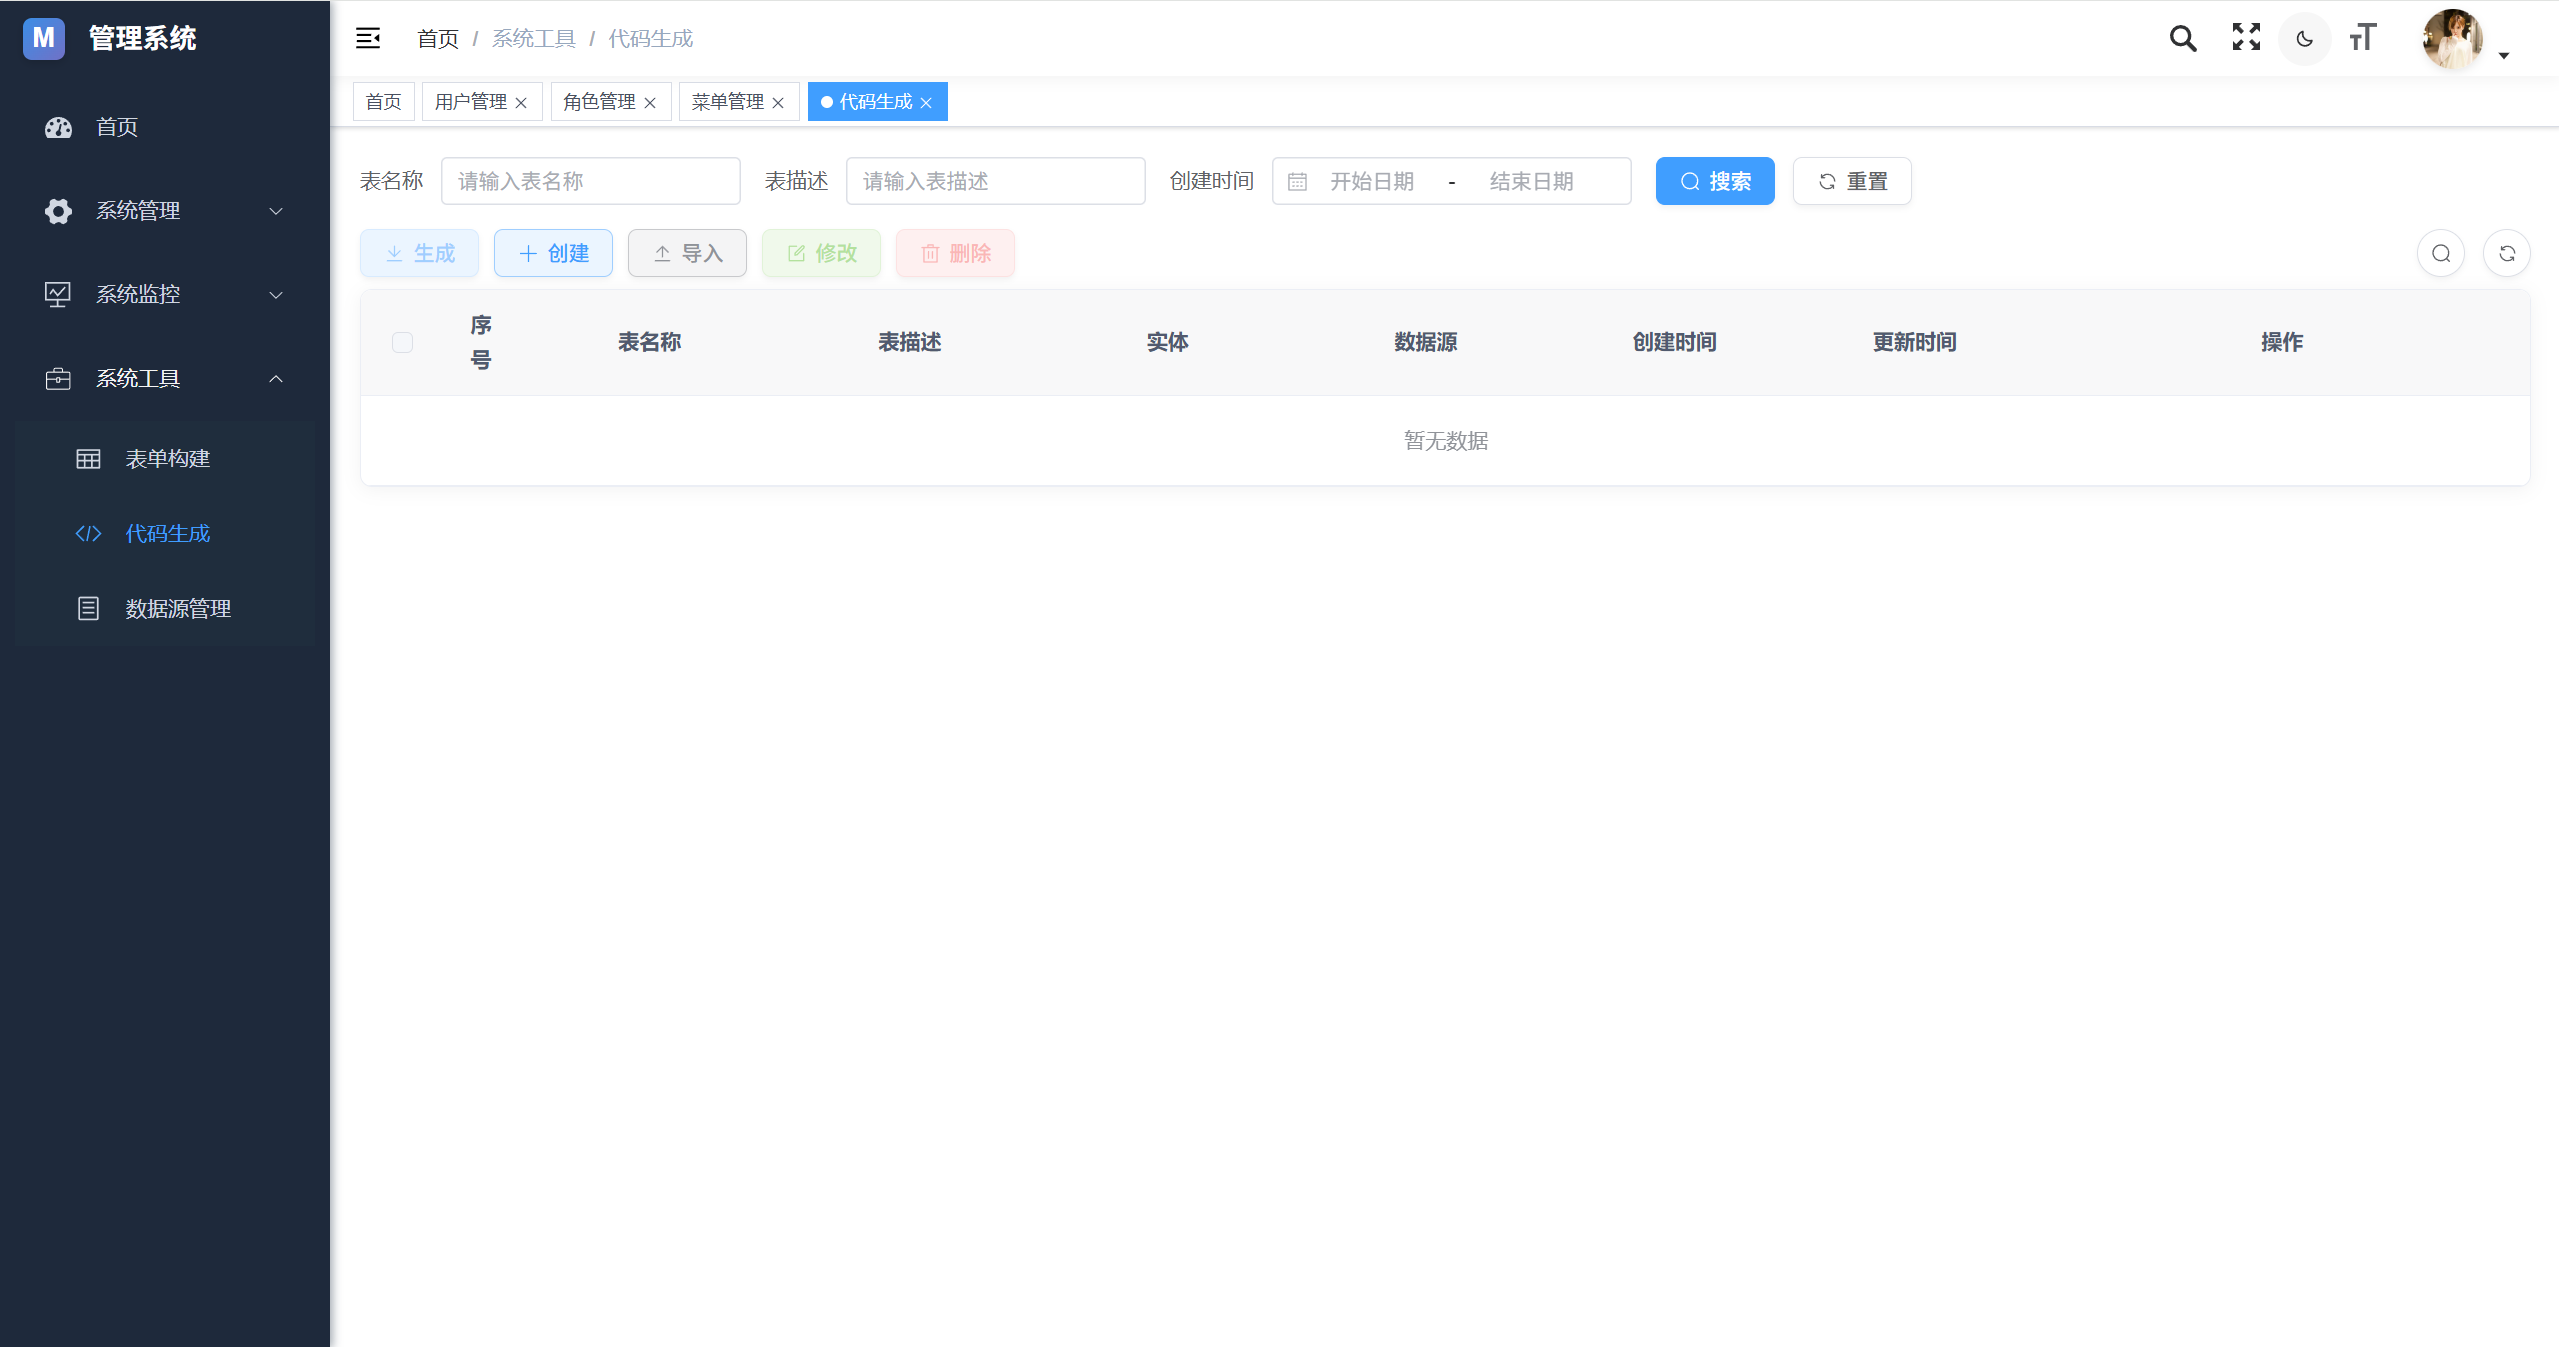 M 管理系统
首页
系统管理
系统监控
系统工具
表单构建
代码生成
数据源管理
首页 / 系统工具 / 代码生成
首页 用户管理 角色管理 菜单管理 代码生成
表名称 请输入表名称 表描述 请输入表描述 创建时间 开始日期 - 结束日期 搜索 重置
生成 创建 导入 修改 删除
序号 表名称 表描述 实体 数据源 创建时间 更新时间 操作
暂无数据